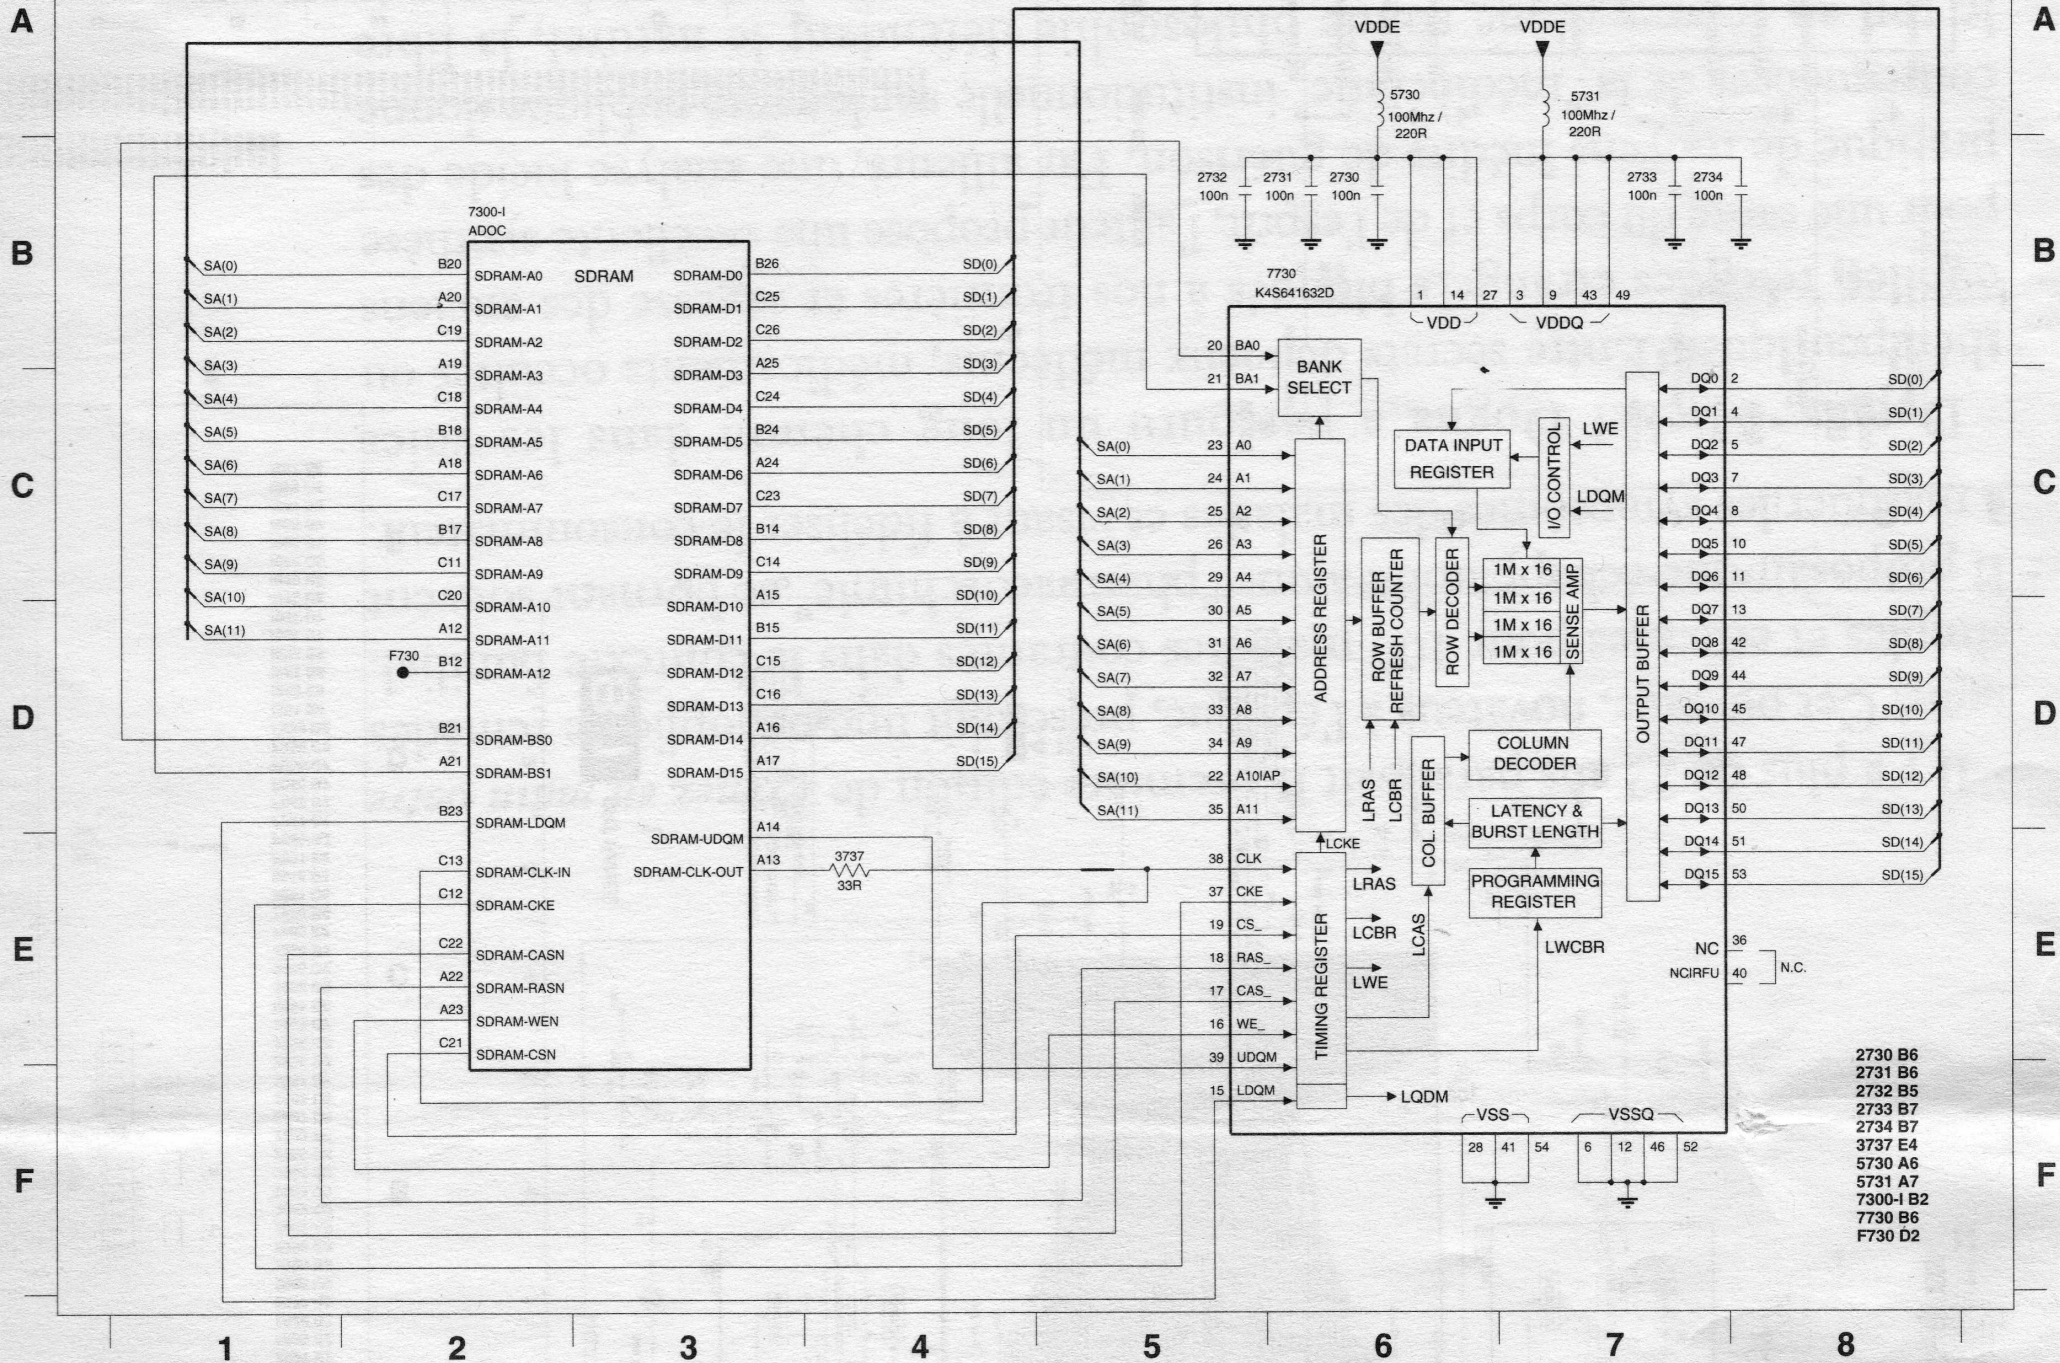 A
A
VDDE
VDDE
5730
100Mhz /
220R
5731
100Mhz /
220R
2732
100n
2731
100n
2730
100n
2733
100n
2734
100n
B
B
7300-I
ADOC
SDRAM
7730
K4S641632D
1 14 27 3 9 43 49
VDD
VDDQ
SA(0) B20 SDRAM-A0
SA(1) A20 SDRAM-A1
SA(2) C19 SDRAM-A2
SA(3) A19 SDRAM-A3
SA(4) C18 SDRAM-A4
SA(5) B18 SDRAM-A5
SA(6) A18 SDRAM-A6
SA(7) C17 SDRAM-A7
SA(8) B17 SDRAM-A8
SA(9) C11 SDRAM-A9
SA(10) C20 SDRAM-A10
SA(11) A12 SDRAM-A11
F730 B12 SDRAM-A12
B21 SDRAM-BS0
A21 SDRAM-BS1
B23 SDRAM-LDQM
C13 SDRAM-CLK-IN
C12 SDRAM-CKE
C22 SDRAM-CASN
A22 SDRAM-RASN
A23 SDRAM-WEN
C21 SDRAM-CSN
SDRAM-D0 B26 SD(0)
SDRAM-D1 C25 SD(1)
SDRAM-D2 C26 SD(2)
SDRAM-D3 A25 SD(3)
SDRAM-D4 C24 SD(4)
SDRAM-D5 B24 SD(5)
SDRAM-D6 A24 SD(6)
SDRAM-D7 C23 SD(7)
SDRAM-D8 B14 SD(8)
SDRAM-D9 C14 SD(9)
SDRAM-D10 A15 SD(10)
SDRAM-D11 B15 SD(11)
SDRAM-D12 C15 SD(12)
SDRAM-D13 C16 SD(13)
SDRAM-D14 A16 SD(14)
SDRAM-D15 A17 SD(15)
SDRAM-UDQM A14
SDRAM-CLK-OUT A13
3737
33R
20 BA0
21 BA1
SA(0) 23 A0
SA(1) 24 A1
SA(2) 25 A2
SA(3) 26 A3
SA(4) 29 A4
SA(5) 30 A5
SA(6) 31 A6
SA(7) 32 A7
SA(8) 33 A8
SA(9) 34 A9
SA(10) 22 A10IAP
SA(11) 35 A11
38 CLK
37 CKE
19 CS_
18 RAS_
17 CAS_
16 WE_
39 UDQM
15 LDQM
BANK
SELECT
DATA INPUT
REGISTER
I/O CONTROL
LWE
LDQM
ADDRESS REGISTER
ROW BUFFER
REFRESH COUNTER
ROW DECODER
1M x 16
1M x 16
1M x 16
1M x 16
SENSE AMP
OUTPUT BUFFER
LRAS
LCBR
COL. BUFFER
COLUMN
DECODER
LATENCY &
BURST LENGTH
PROGRAMMING
REGISTER
LCKE
TIMING REGISTER
LRAS
LCBR
LWE
LCAS
LWCBR
LQDM
DQ0 2 SD(0)
DQ1 4 SD(1)
DQ2 5 SD(2)
DQ3 7 SD(3)
DQ4 8 SD(4)
DQ5 10 SD(5)
DQ6 11 SD(6)
DQ7 13 SD(7)
DQ8 42 SD(8)
DQ9 44 SD(9)
DQ10 45 SD(10)
DQ11 47 SD(11)
DQ12 48 SD(12)
DQ13 50 SD(13)
DQ14 51 SD(14)
DQ15 53 SD(15)
NC 36
NCIRFU 40
N.C.
VSS
VSSQ
28 41 54 6 12 46 52
C
C
D
D
E
E
F
F
2730 B6
2731 B6
2732 B5
2733 B7
2734 B7
3737 E4
5730 A6
5731 A7
7300-I B2
7730 B6
F730 D2
1 2 3 4 5 6 7 8